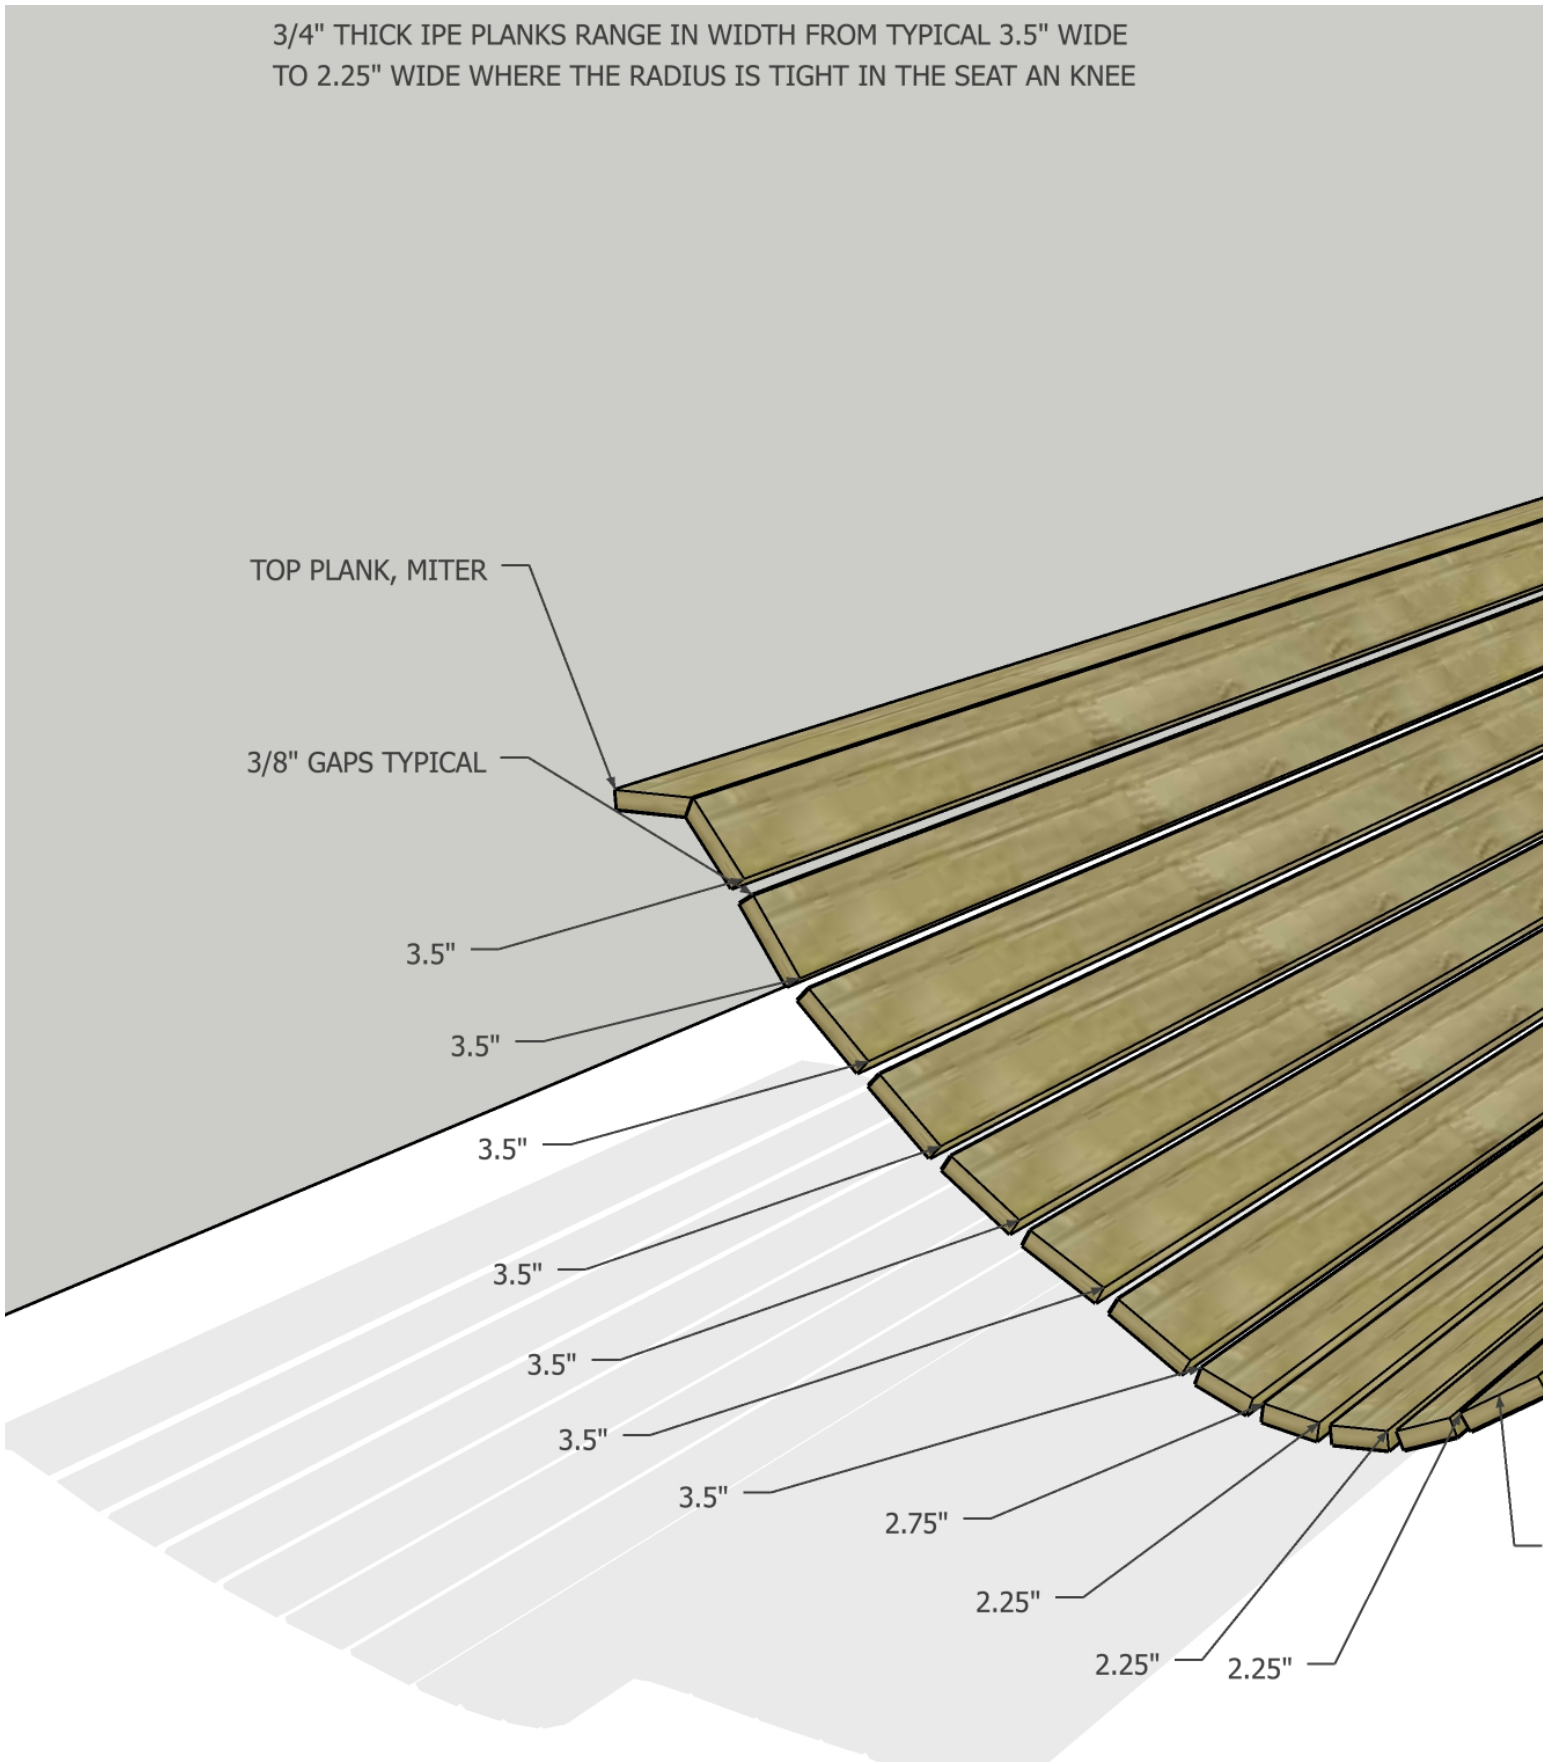 3/4" THICK IPE PLANKS RANGE IN WIDTH FROM TYPICAL 3.5" WIDE
TO 2.25" WIDE WHERE THE RADIUS IS TIGHT IN THE SEAT AN KNEE
TOP PLANK, MITER
3/8" GAPS TYPICAL
3.5"
3.5"
3.5"
3.5"
3.5"
3.5"
3.5"
2.75"
2.25"
2.25"
2.25"